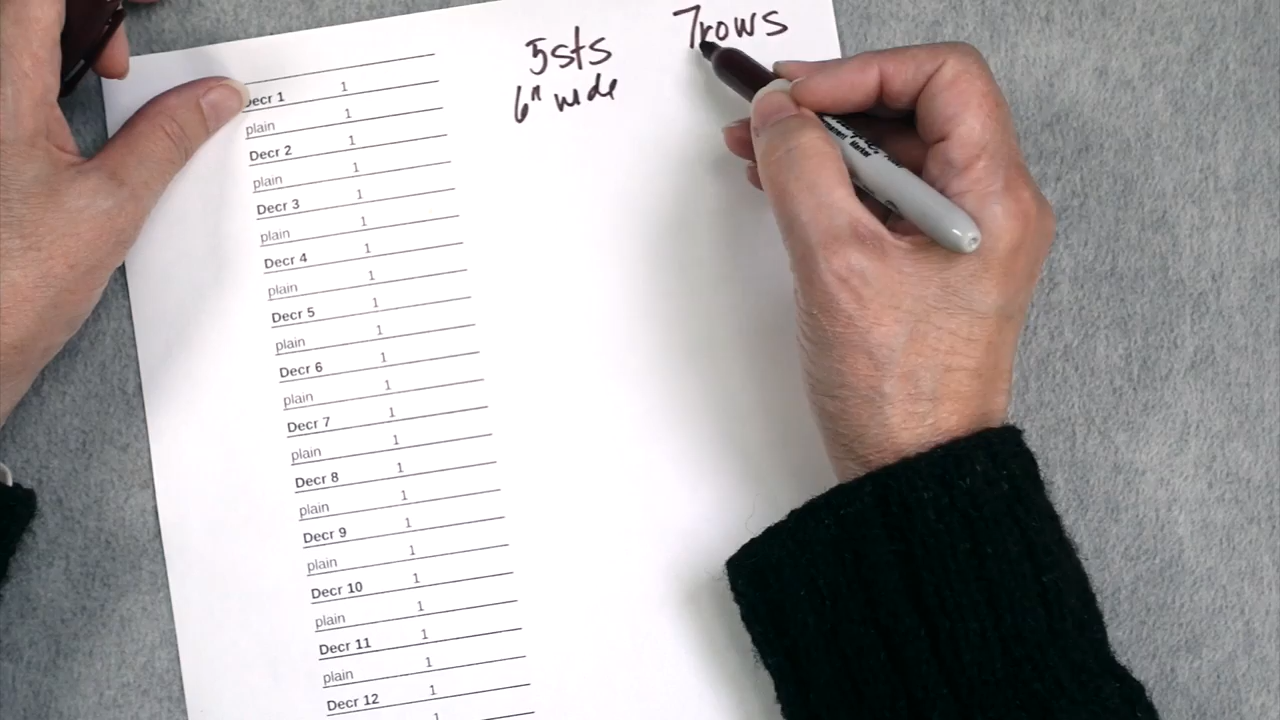 5sts 7rows
6" wide
Decr 1 1
plain 1
Decr 2 1
plain 1
Decr 3 1
plain 1
Decr 4 1
plain 1
Decr 5 1
plain 1
Decr 6 1
plain 1
Decr 7 1
plain 1
Decr 8 1
plain 1
Decr 9 1
plain 1
Decr 10 1
plain 1
Decr 11 1
plain 1
Decr 12 1
1